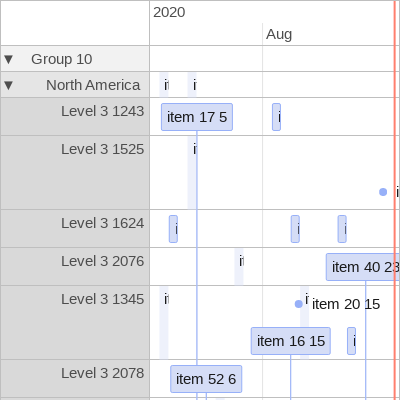 2020
Aug
▼ Group 10
▼ North America
Level 3 1243
item 17 5
Level 3 1525
Level 3 1624
Level 3 2076
item 40 23
Level 3 1345
item 20 15
item 16 15
Level 3 2078
item 52 6